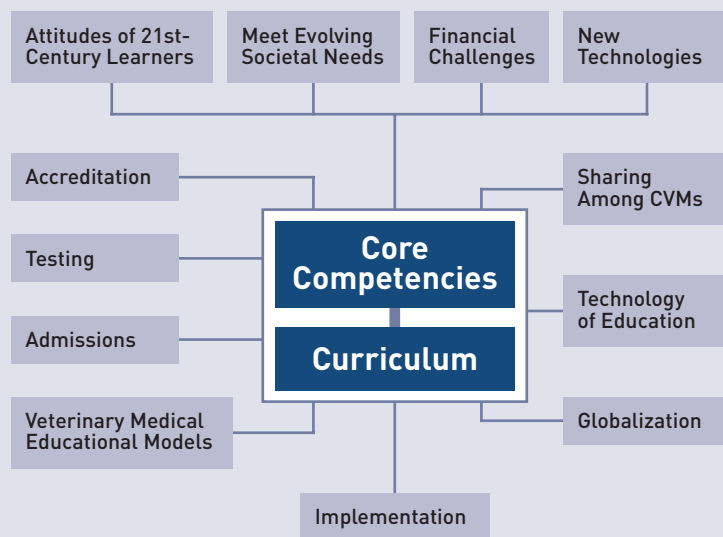 Attitudes of 21st-
Century Learners
Meet Evolving
Societal Needs
Financial
Challenges
New
Technologies
Accreditation
Sharing
Among CVMs
Core
Competencies
Testing
Technology
of Education
Admissions
Curriculum
Veterinary Medical
Educational Models
Globalization
Implementation